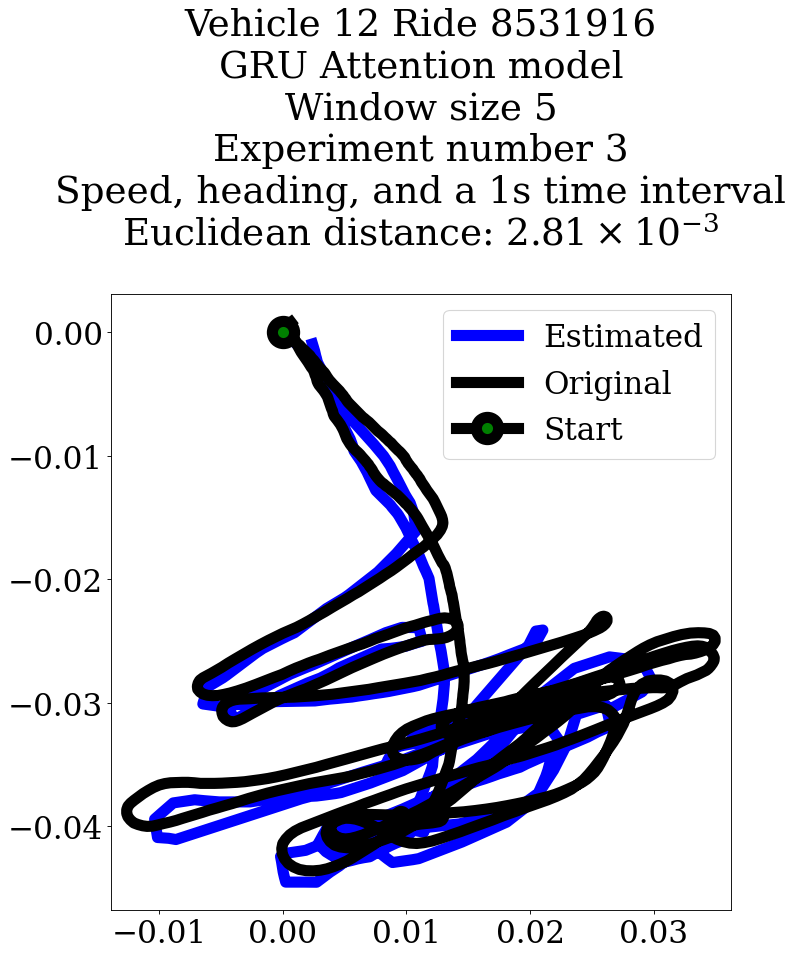 Vehicle 12 Ride 8531916
GRU Attention model
Window size 5
Experiment number 3
Speed, heading, and a 1s time interval
Euclidean distance: 2.81 × 10⁻³
Estimated
Original
Start
0.00
−0.01
−0.02
−0.03
−0.04
−0.01 0.00 0.01 0.02 0.03